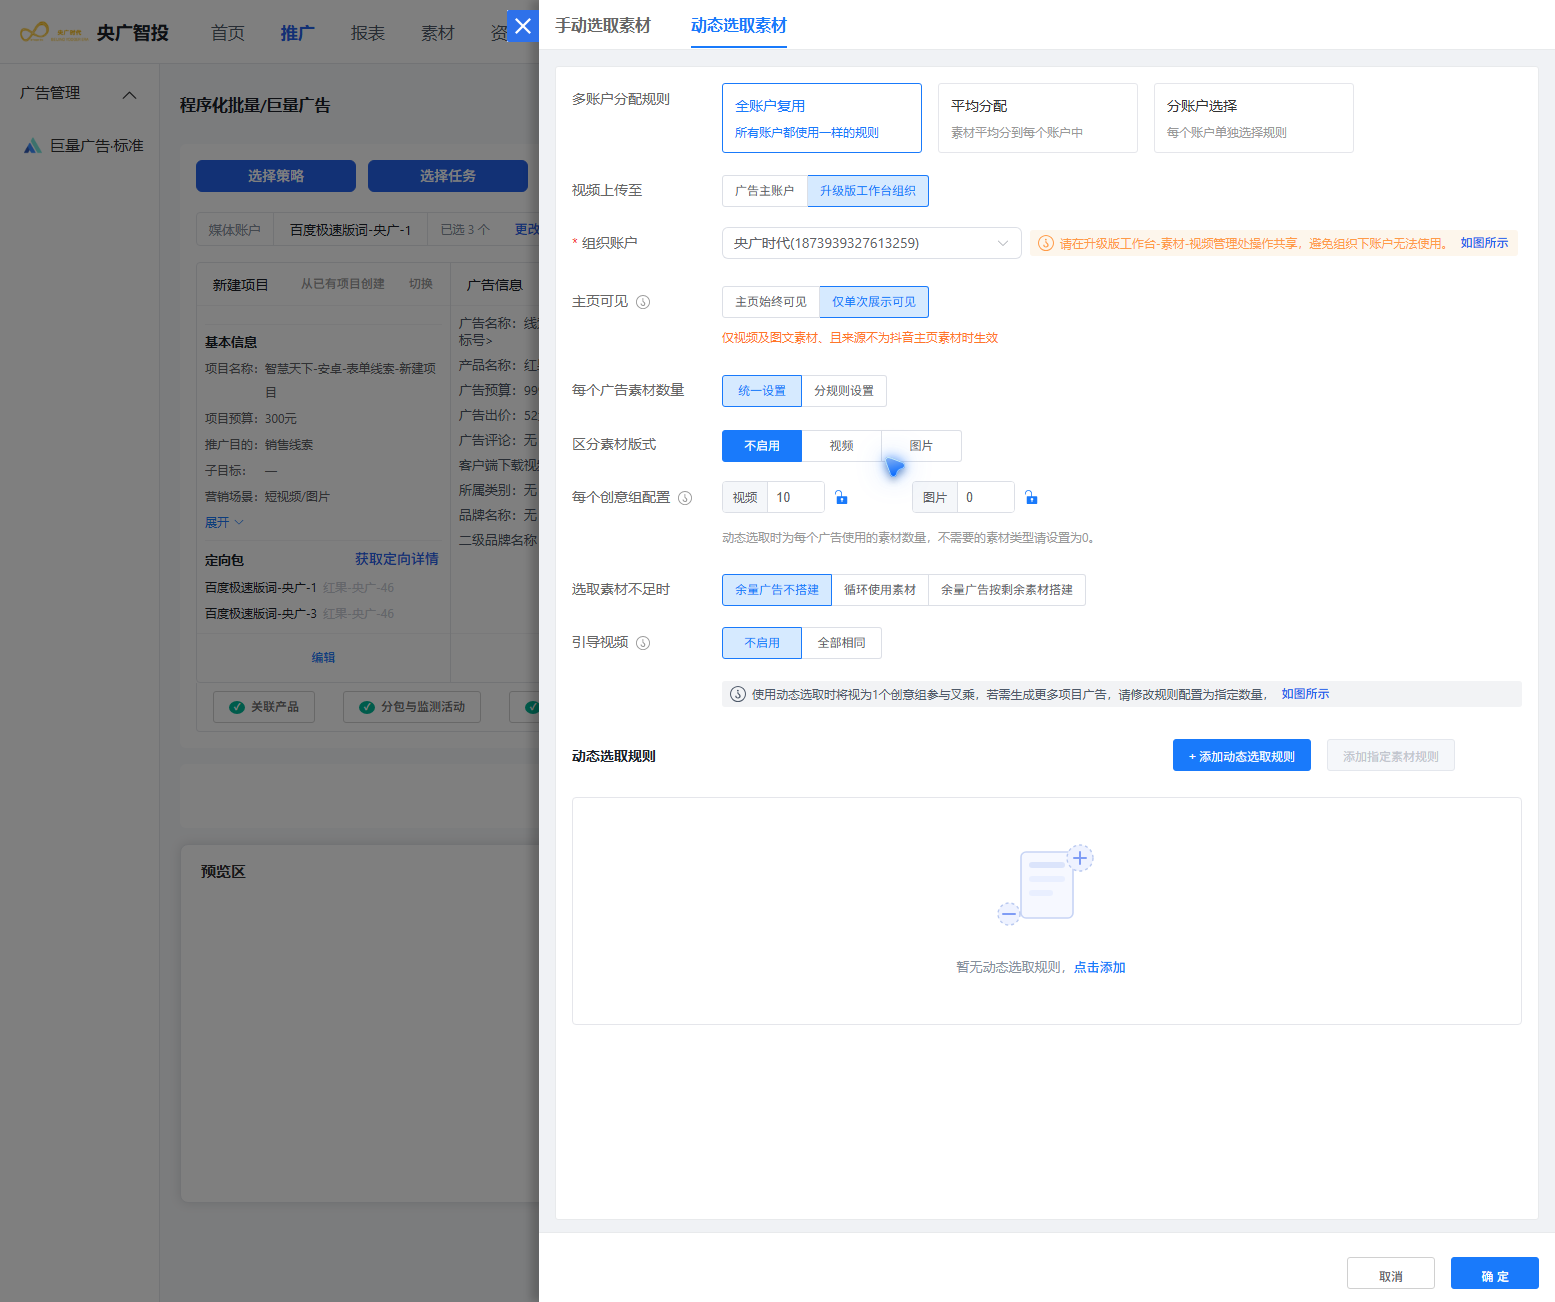 央广智投
首页
推广
报表
素材
广告管理
巨量广告·标准
程序化批量/巨量广告
选择策略
选择任务
媒体账户
百度极速版词-央广-1
已选 3 个
更改
新建项目
从已有项目创建
切换
广告信息
基本信息
项目名称：智慧天下-安卓-表单线索-新建项
目
项目预算：300元
推广目的：销售线索
子目标：—
营销场景：短视频/图片
展开
定向包
获取定向详情
百度极速版词-央广-1 红果-央广-46
百度极速版词-央广-3 红果-央广-46
编辑
广告名称：
标号>
产品名称：红
广告预算：99
广告出价：52
广告评论：无
客户端下载视
所属类别：无
品牌名称：无
二级品牌名称
关联产品
分包与监测活动
预览区
手动选取素材
动态选取素材
多账户分配规则
全账户复用
所有账户都使用一样的规则
平均分配
素材平均分到每个账户中
分账户选择
每个账户单独选择规则
视频上传至
广告主账户
升级版工作台组织
* 组织账户
央广时代(1873939327613259)
请在升级版工作台-素材-视频管理处操作共享，避免组织下账户无法使用。 如图所示
主页可见
主页始终可见
仅单次展示可见
仅视频及图文素材、且来源不为抖音主页素材时生效
每个广告素材数量
统一设置
分规则设置
区分素材版式
不启用
视频
图片
每个创意组配置
视频
10
图片
0
动态选取时为每个广告使用的素材数量，不需要的素材类型请设置为0。
选取素材不足时
余量广告不搭建
循环使用素材
余量广告按剩余素材搭建
引导视频
不启用
全部相同
使用动态选取时将视为1个创意组参与叉乘，若需生成更多项目广告，请修改规则配置为指定数量， 如图所示
动态选取规则
+ 添加动态选取规则
添加指定素材规则
暂无动态选取规则，点击添加
取消
确 定